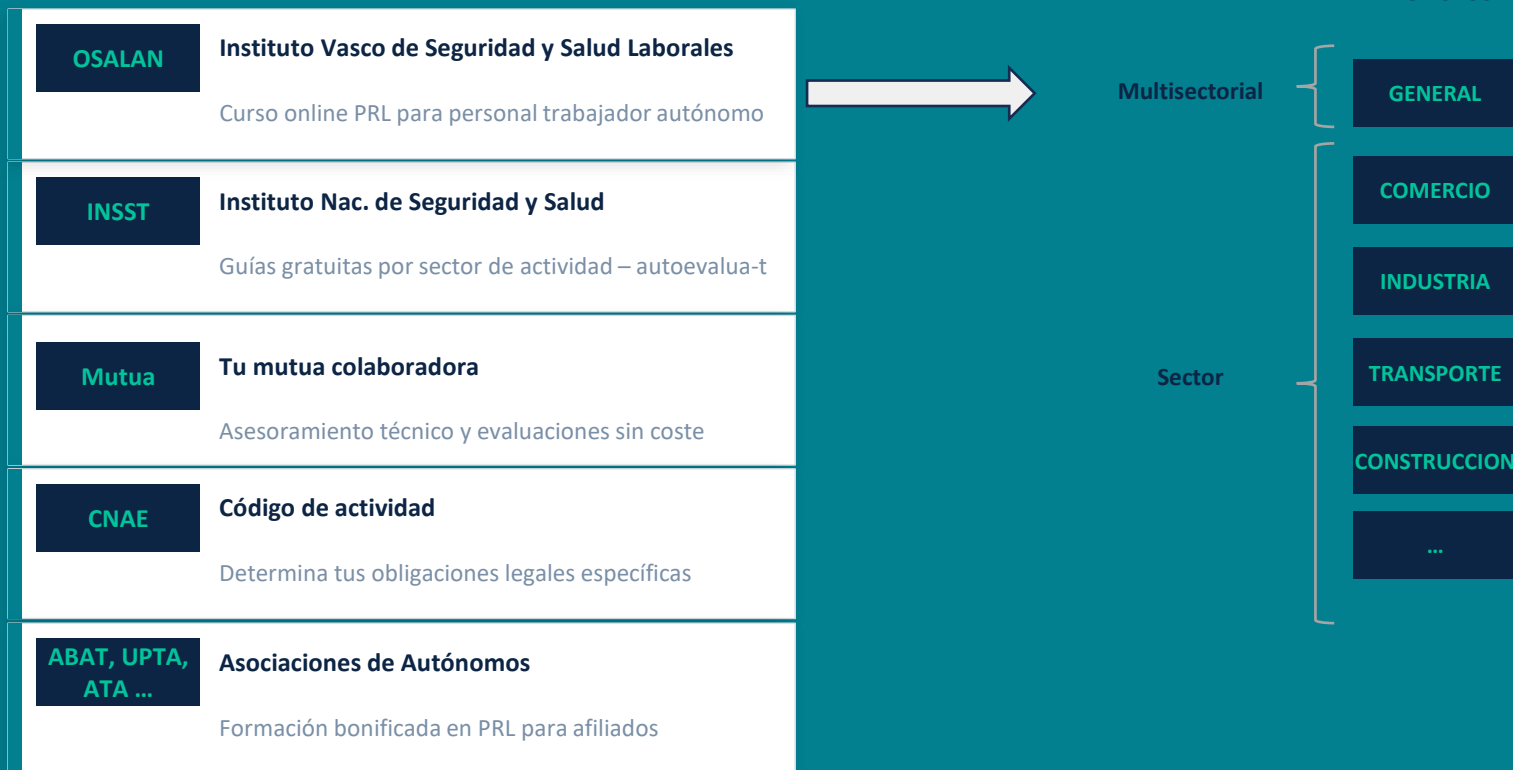 OSALAN
Instituto Vasco de Seguridad y Salud Laborales
Curso online PRL para personal trabajador autónomo
INSST
Instituto Nac. de Seguridad y Salud
Guías gratuitas por sector de actividad – autoevalua-t
Mutua
Tu mutua colaboradora
Asesoramiento técnico y evaluaciones sin coste
CNAE
Código de actividad
Determina tus obligaciones legales específicas
ABAT, UPTA,
ATA ...
Asociaciones de Autónomos
Formación bonificada en PRL para afiliados
Multisectorial
GENERAL
Sector
COMERCIO
INDUSTRIA
TRANSPORTE
CONSTRUCCION
...